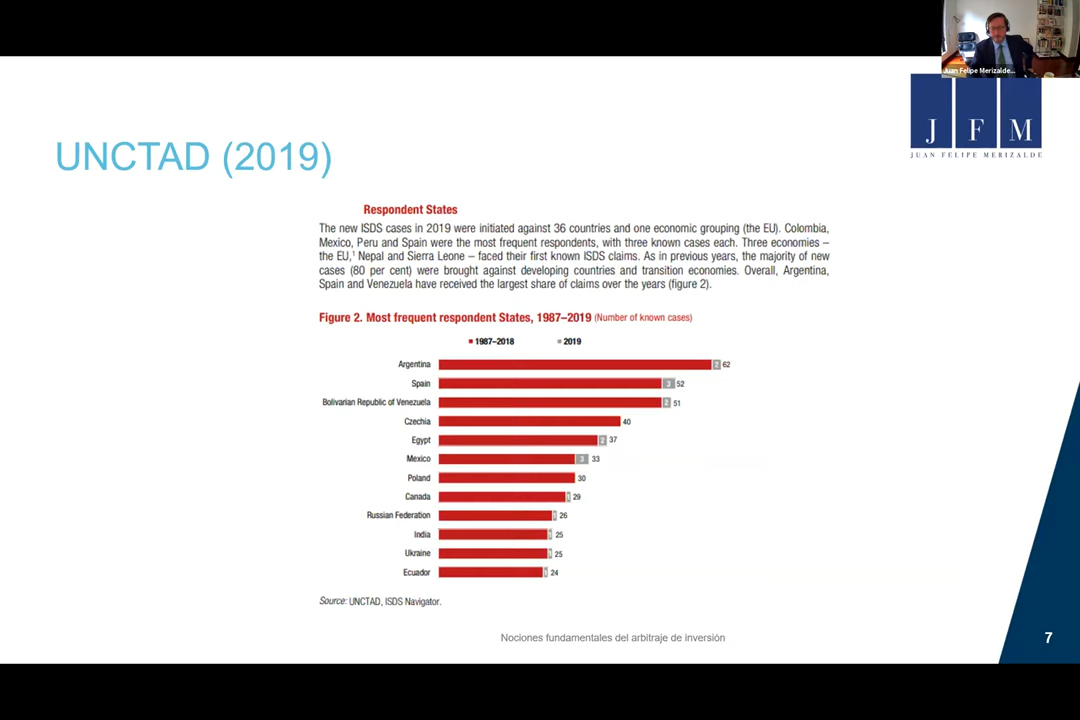 Juan Felipe Merizalde...
J F M
JUAN FELIPE MERIZALDE
UNCTAD (2019)
Respondent States
The new ISDS cases in 2019 were initiated against 36 countries and one economic grouping (the EU). Colombia,
Mexico, Peru and Spain were the most frequent respondents, with three known cases each. Three economies –
the EU,¹ Nepal and Sierra Leone – faced their first known ISDS claims. As in previous years, the majority of new
cases (80 per cent) were brought against developing countries and transition economies. Overall, Argentina,
Spain and Venezuela have received the largest share of claims over the years (figure 2).
Figure 2. Most frequent respondent States, 1987–2019 (Number of known cases)
1987–2018 2019
Argentina 2 62
Spain 3 52
Bolivarian Republic of Venezuela 2 51
Czechia 40
Egypt 2 37
Mexico 3 33
Poland 30
Canada 1 29
Russian Federation 1 26
India 1 25
Ukraine 1 25
Ecuador 1 24
Source: UNCTAD, ISDS Navigator.
Nociones fundamentales del arbitraje de inversión
7